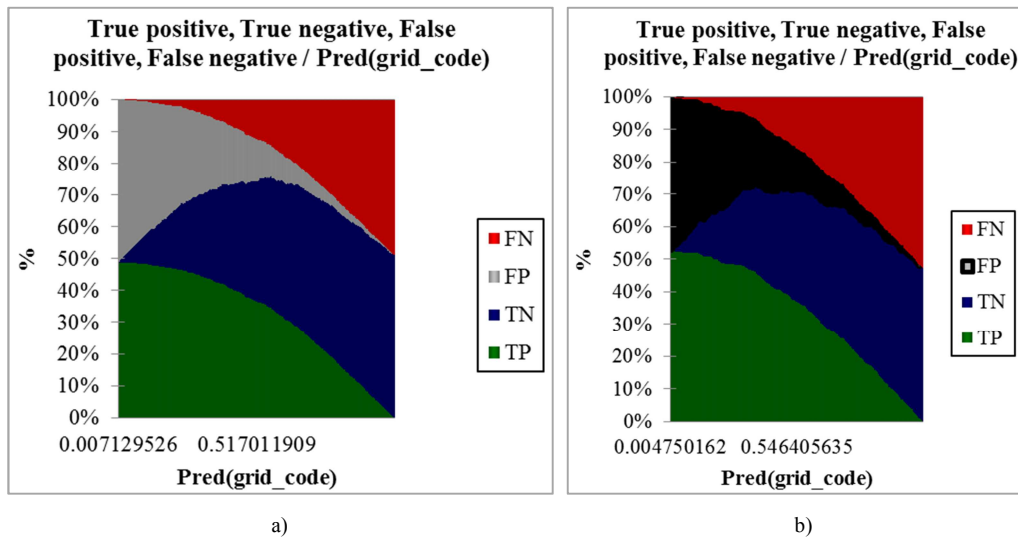 True positive, True negative, False
positive, False negative / Pred(grid_code)
100%
90%
80%
70%
60%
50%
40%
30%
20%
10%
0%
%
0.007129526 0.517011909
Pred(grid_code)
FN
FP
TN
TP
a)
True positive, True negative, False
positive, False negative / Pred(grid_code)
100%
90%
80%
70%
60%
50%
40%
30%
20%
10%
0%
%
0.004750162 0.546405635
Pred(grid_code)
FN
FP
TN
TP
b)